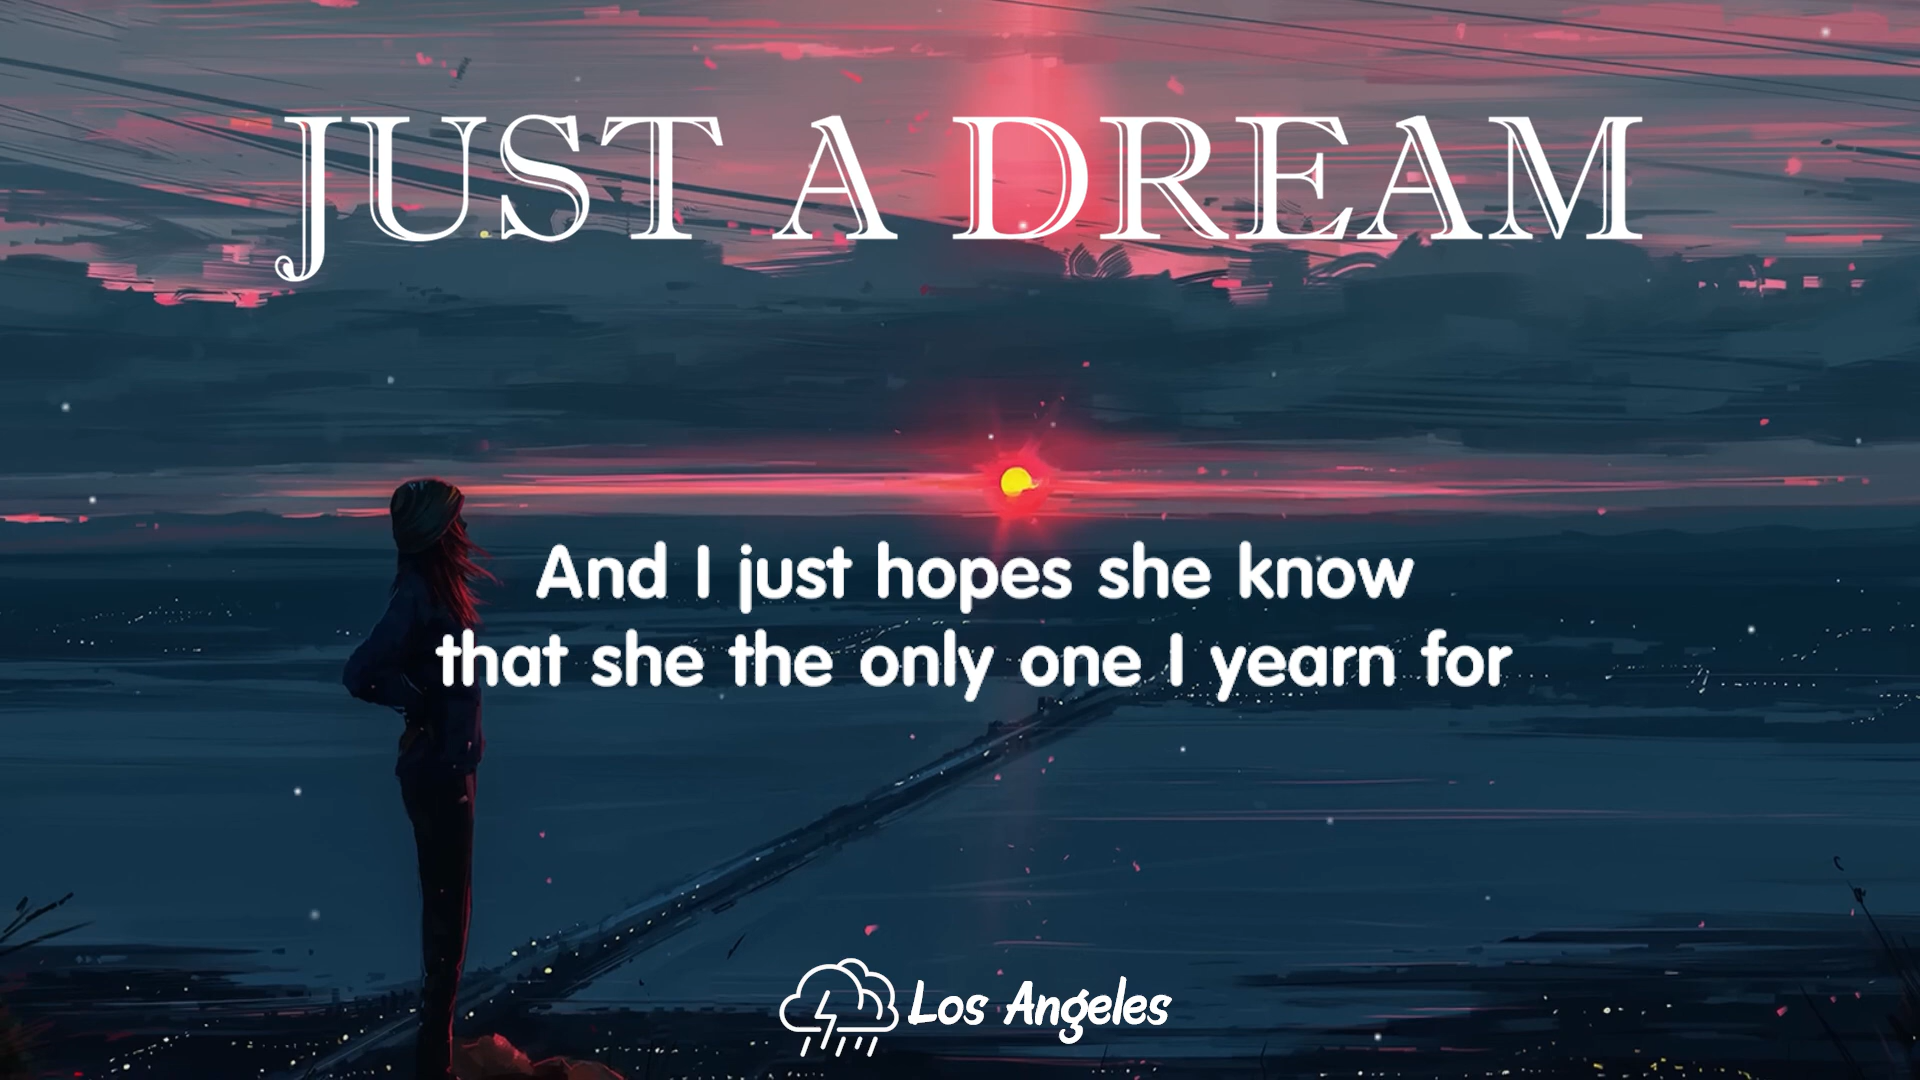 JUST A DREAM
And I just hopes she know
that she the only one I yearn for
Los Angeles